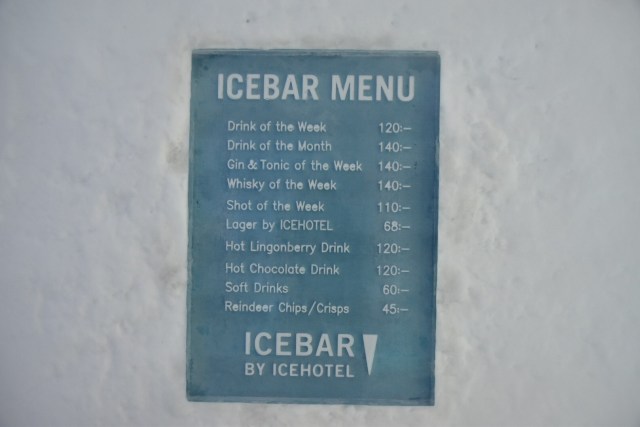 ICEBAR MENU
Drink of the Week 120:–
Drink of the Month 140:–
Gin & Tonic of the Week 140:–
Whisky of the Week 140:–
Shot of the Week 110:–
Lager by ICEHOTEL 68:–
Hot Lingonberry Drink 120:–
Hot Chocolate Drink 120:–
Soft Drinks 60:–
Reindeer Chips/Crisps 45:–
ICEBAR
BY ICEHOTEL